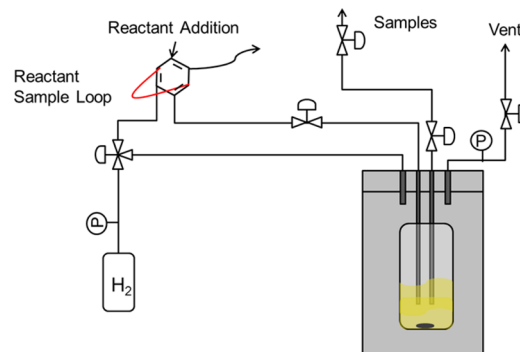 Reactant Addition
Samples
Vent
Reactant
Sample Loop
P
P
H2